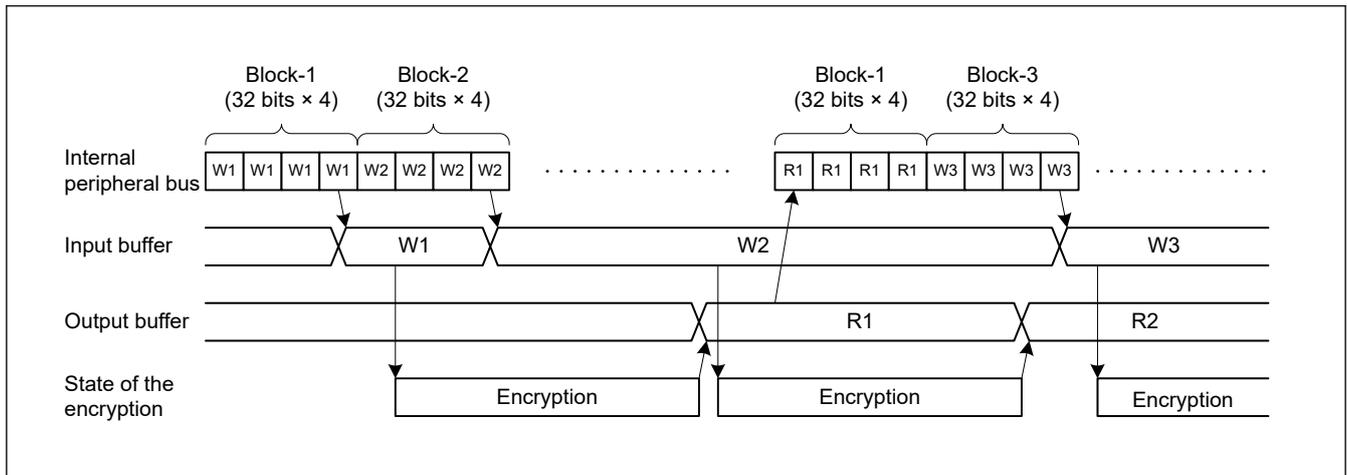 Block-1 Block-2 Block-1 Block-3
(32 bits × 4) (32 bits × 4) (32 bits × 4) (32 bits × 4)
Internal
peripheral bus W1 W1 W1 W1 W2 W2 W2 W2 . . . . . . . . . . . . . . R1 R1 R1 R1 W3 W3 W3 W3 . . . . . . . . . . . . .
Input buffer W1 W2 W3
Output buffer R1 R2
State of the
encryption Encryption Encryption Encryption